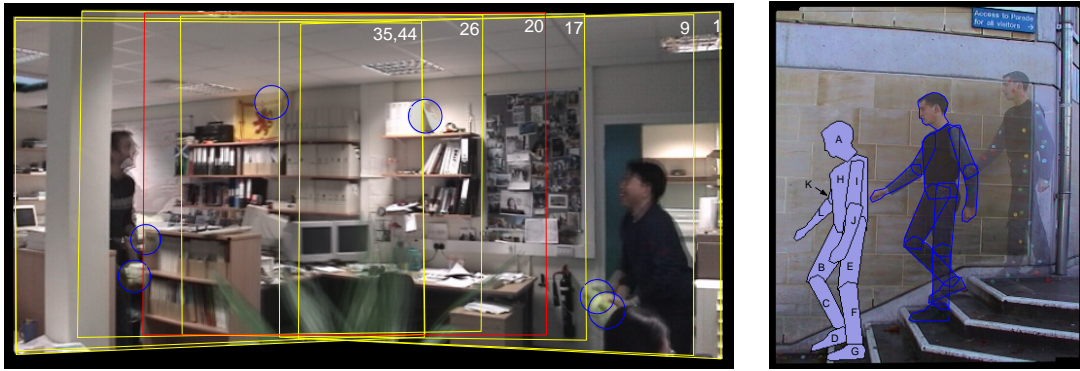 35,44
26
20
17
9
1
Access to Parade
for all visitors
A
H
I
K
J
B
E
C
F
D
G